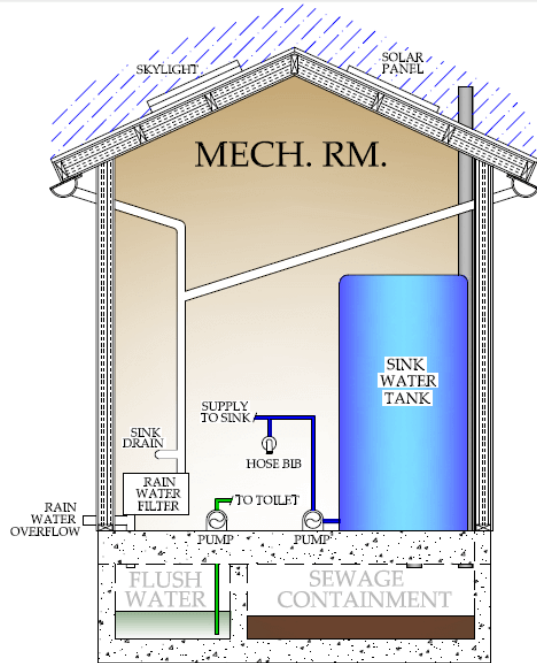 SKYLIGHT
SOLAR
PANEL
MECH. RM.
SINK
WATER
TANK
SUPPLY
TO SINK
SINK
DRAIN
HOSE BIB
RAIN
WATER
FILTER
TO TOILET
RAIN
WATER
OVERFLOW
PUMP
PUMP
FLUSH
WATER
SEWAGE
CONTAINMENT